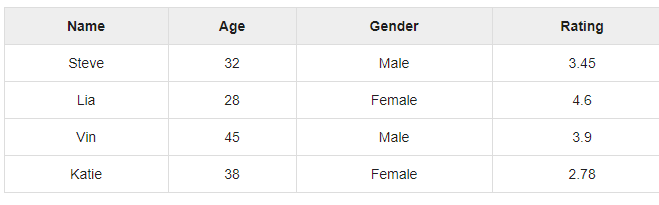 Name Age Gender Rating
Steve 32 Male 3.45
Lia 28 Female 4.6
Vin 45 Male 3.9
Katie 38 Female 2.78